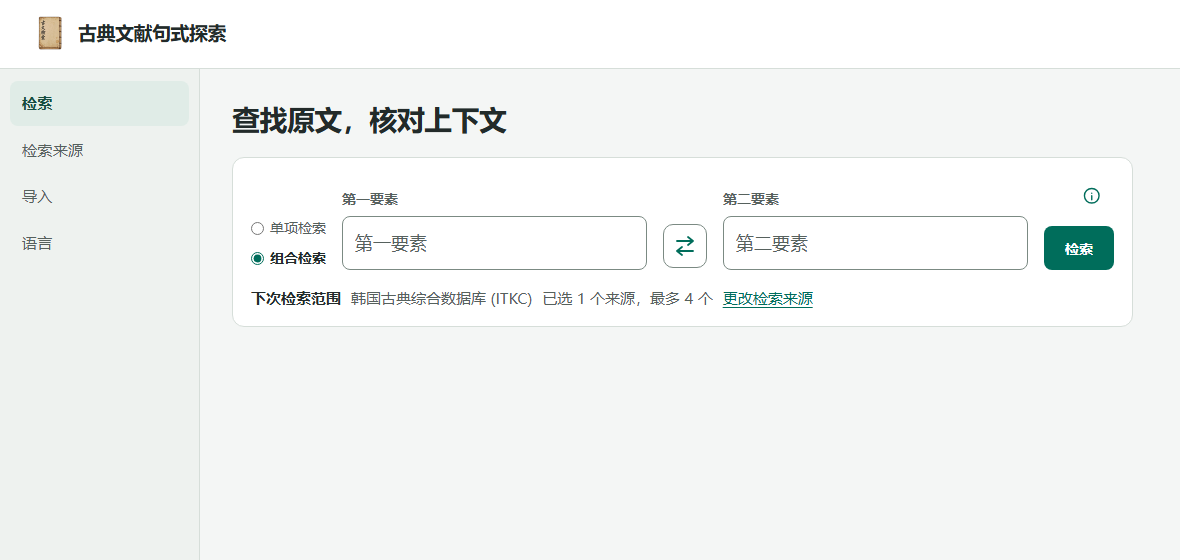 古典文献句式探索
检索
检索来源
导入
语言
查找原文，核对上下文
单项检索
组合检索
第一要素
第一要素
第二要素
第二要素
检索
下次检索范围 韩国古典综合数据库 (ITKC) 已选 1 个来源，最多 4 个 更改检索来源